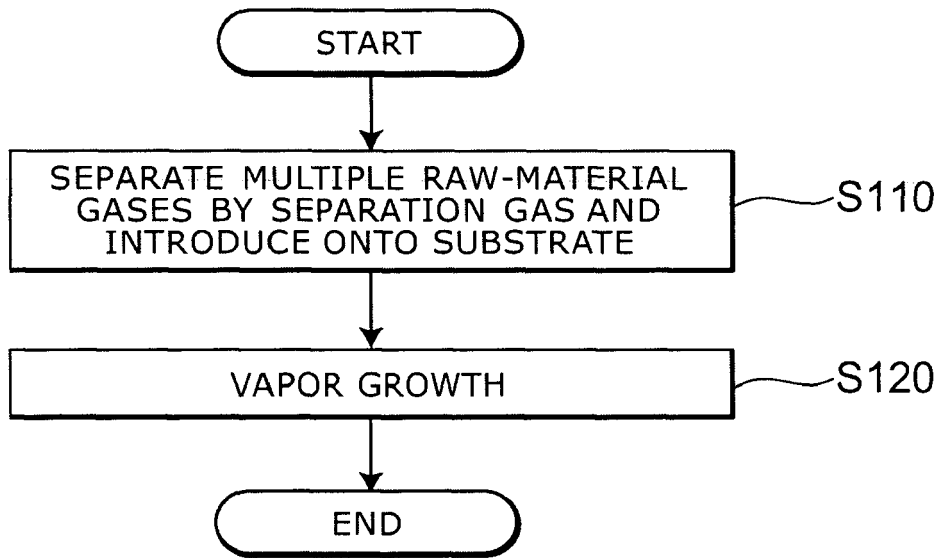 START
SEPARATE MULTIPLE RAW-MATERIAL
GASES BY SEPARATION GAS AND
INTRODUCE ONTO SUBSTRATE
S110
VAPOR GROWTH
S120
END